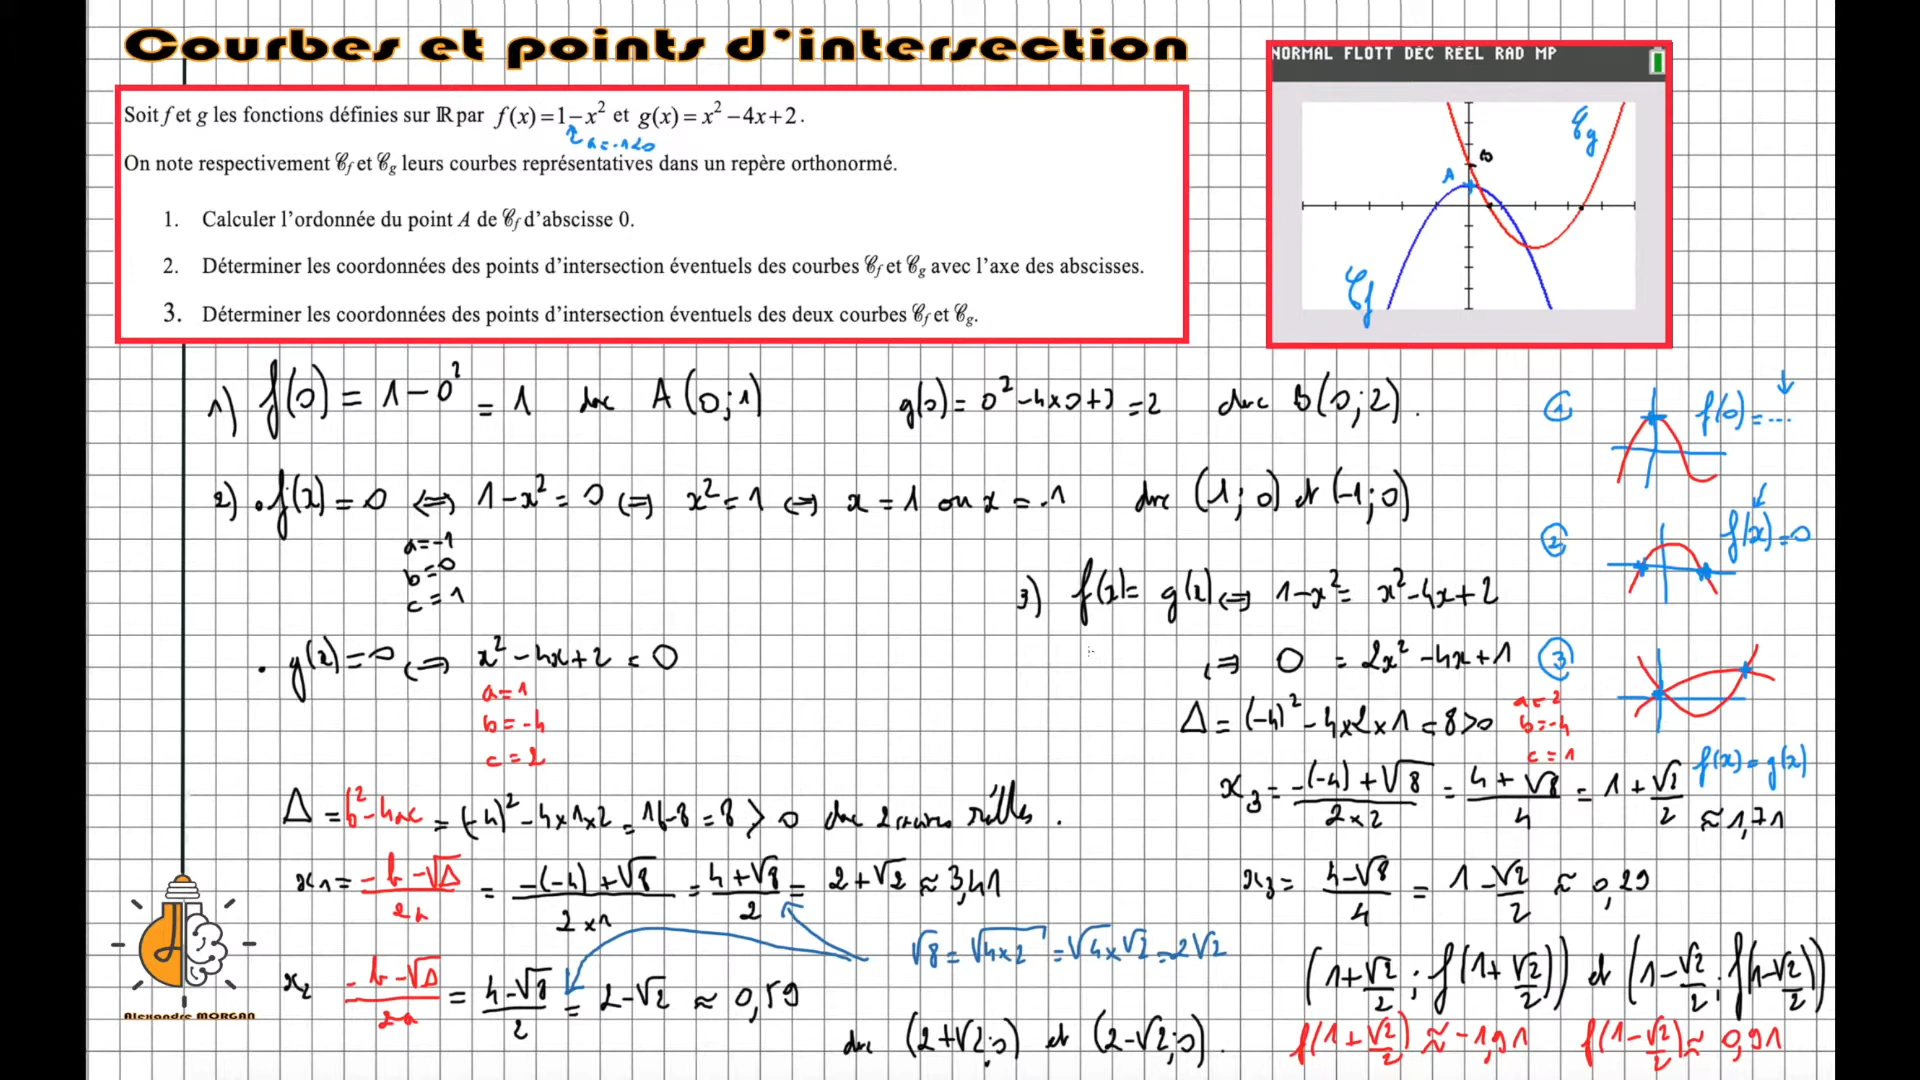 Courbes et points d'intersection
NORMAL FLOTT DÉC RÉEL RAD MP
Soit f et g les fonctions définies sur ℝ par f(x)=1−x² et g(x)=x²−4x+2.
a=-1<0
On note respectivement 𝒞f et 𝒞g leurs courbes représentatives dans un repère orthonormé.
1. Calculer l'ordonnée du point A de 𝒞f d'abscisse 0.
2. Déterminer les coordonnées des points d'intersection éventuels des courbes 𝒞f et 𝒞g avec l'axe des abscisses.
3. Déterminer les coordonnées des points d'intersection éventuels des deux courbes 𝒞f et 𝒞g.
𝒞g
B
A
𝒞f
1) f(0) = 1 − 0² = 1 donc A(0;1)
g(0) = 0² − 4×0+2 = 2 donc B(0;2).
① f(0) = ...
2) • f(x) = 0 ⟺ 1−x² = 0 ⟺ x² = 1 ⟺ x = 1 ou x = -1 donc (1;0) et (-1;0)
a=-1
b=0
c=1
② f(x)=0
3) f(x) = g(x) ⟺ 1−x² = x²−4x+2
⟺ 0 = 2x² −4x+1
a=2
b=-4
c=1
③ f(x) = g(x)
• g(x)=0 ⟺ x² −4x+2 = 0
a=1
b=-4
c=2
Δ = b²−4ac = (−4)² − 4×1×2 = 16−8 = 8 > 0 donc 2 racines réelles.
x1 = −b−√Δ/2a = −(−4)+√8/2×1 = 4+√8/2 = 2+√2 ≈ 3,41
x2 −b−√Δ/2a = 4−√8/2 = 2−√2 ≈ 0,59
√8 = √4×2 = √4×√2 = 2√2
donc (2+√2;0) et (2−√2;0).
Δ = (−4)² − 4×2×1 = 8>0
x3 = −(−4)+√8/2×2 = 4+√8/4 = 1+√2/2 ≈ 1,71
x3 = 4−√8/4 = 1−√2/2 ≈ 0,29
(1+√2/2 ; f(1+√2/2)) et (1−√2/2 ; f(1−√2/2))
f(1+√2/2) ≈ −1,91 f(1−√2/2) ≈ 0,91
Alexandre MORGAN